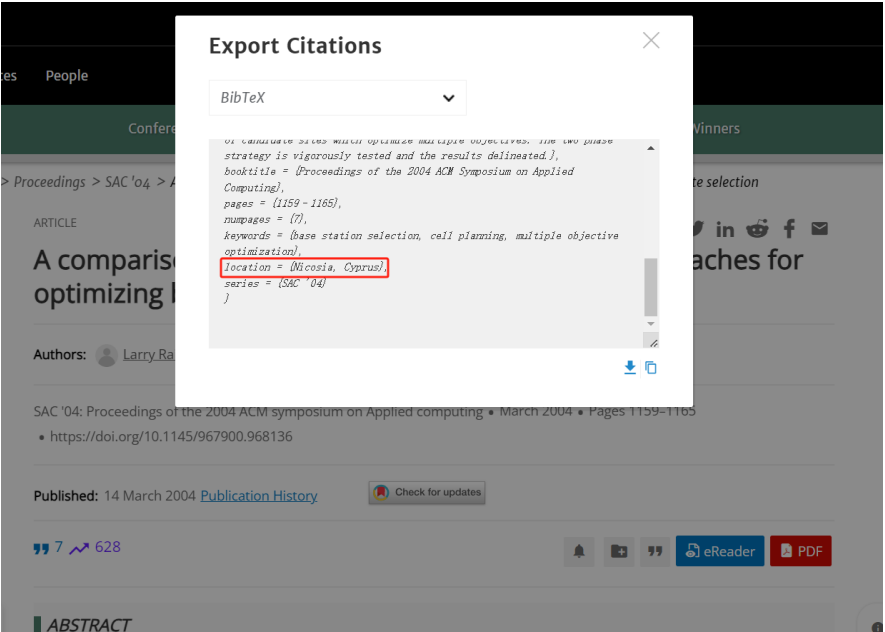 Export Citations
ces People
BibTeX
Confere
Winners
of candidate sites which optimize multiple objectives. The two phase
strategy is vigorously tested and the results delineated.},
booktitle = {Proceedings of the 2004 ACM Symposium on Applied
Computing},
pages = {1159–1165},
numpages = {7},
keywords = {base station selection, cell planning, multiple objective
optimization},
location = {Nicosia, Cyprus},
series = {SAC '04}
}
> Proceedings > SAC '04 > A
te selection
ARTICLE
A comparis
aches for
optimizing
Authors: Larry Ra
SAC '04: Proceedings of the 2004 ACM symposium on Applied computing • March 2004 • Pages 1159–1165
• https://doi.org/10.1145/967900.968136
Published: 14 March 2004 Publication History
Check for updates
7 628
eReader
PDF
ABSTRACT